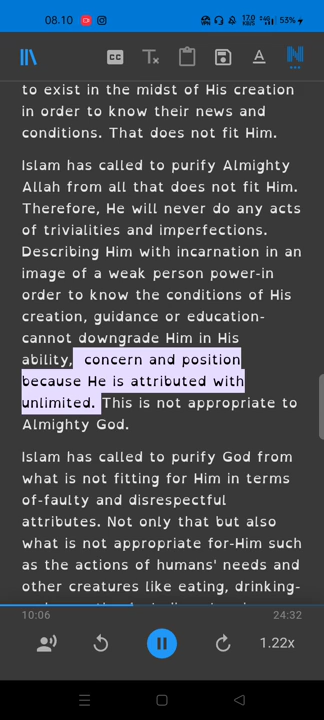 08.10
17.0
KB/S
53%
CC
A
N
to exist in the midst of His creation
in order to know their news and
conditions. That does not fit Him.
Islam has called to purify Almighty
Allah from all that does not fit Him.
Therefore, He will never do any acts
of trivialities and imperfections.
Describing Him with incarnation in an
image of a weak person power-in
order to know the conditions of His
creation, guidance or education-
cannot downgrade Him in His
ability, concern and position
because He is attributed with
unlimited. This is not appropriate to
Almighty God.
Islam has called to purify God from
what is not fitting for Him in terms
of-faulty and disrespectful
attributes. Not only that but also
what is not appropriate for-Him such
as the actions of humans' needs and
other creatures like eating, drinking-
10:06
24:32
1.22x